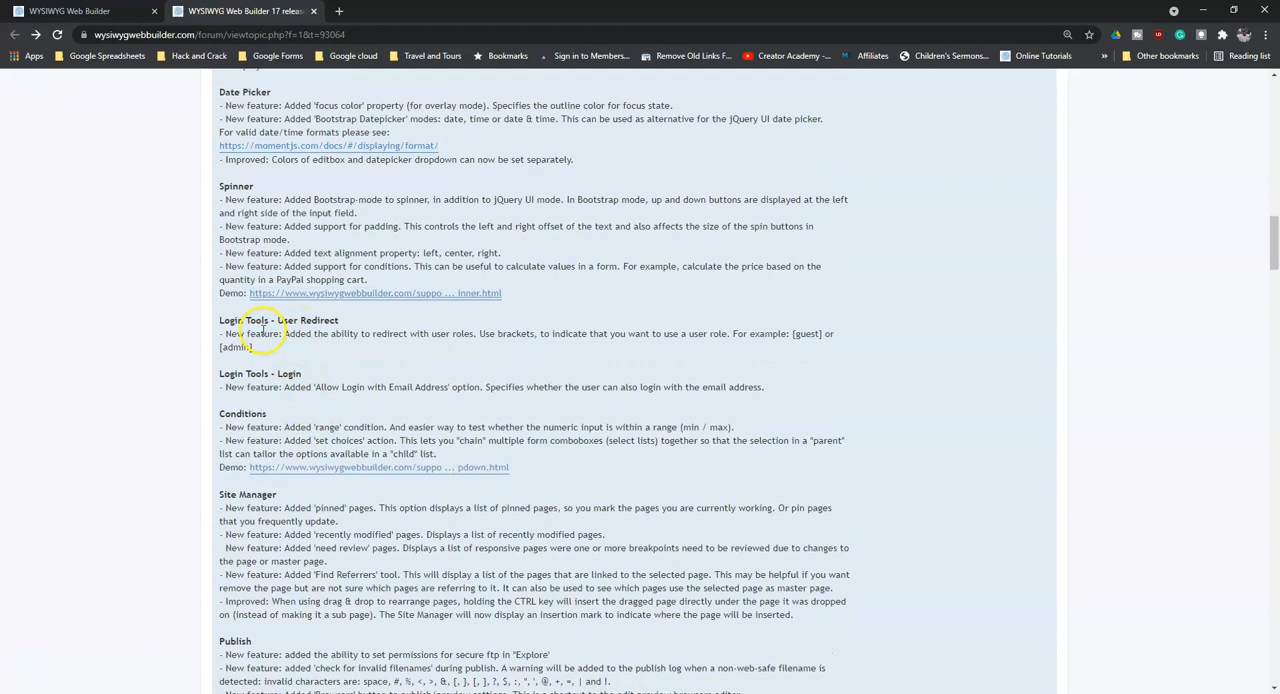 WYSIWYG Web Builder
WYSIWYG Web Builder 17 releas
wysiwygwebbuilder.com/forum/viewtopic.php?f=1&t=93064
Apps
Google Spreadsheets
Hack and Crack
Google Forms
Google cloud
Travel and Tours
Bookmarks
Sign in to Members...
Remove Old Links F...
Creator Academy -...
Affiliates
Children's Sermons...
Online Tutorials
Other bookmarks
Reading list
Date Picker
- New feature: Added 'focus color' property (for overlay mode). Specifies the outline color for focus state.
- New feature: Added 'Bootstrap Datepicker' modes: date, time or date & time. This can be used as alternative for the jQuery UI date picker.
For valid date/time formats please see:
https://momentjs.com/docs/#/displaying/format/
- Improved: Colors of editbox and datepicker dropdown can now be set separately.
Spinner
- New feature: Added Bootstrap-mode to spinner, in addition to jQuery UI mode. In Bootstrap mode, up and down buttons are displayed at the left
and right side of the input field.
- New feature: Added support for padding. This controls the left and right offset of the text and also affects the size of the spin buttons in
Bootstrap mode.
- New feature: Added text alignment property: left, center, right.
- New feature: Added support for conditions. This can be useful to calculate values in a form. For example, calculate the price based on the
quantity in a PayPal shopping cart.
Demo: https://www.wysiwygwebbuilder.com/suppo ... inner.html
Login Tools - User Redirect
- New feature: Added the ability to redirect with user roles. Use brackets, to indicate that you want to use a user role. For example: {guest] or
[admin]
Login Tools - Login
- New feature: Added 'Allow Login with Email Address' option. Specifies whether the user can also login with the email address.
Conditions
- New feature: Added 'range' condition. And easier way to test whether the numeric input is within a range (min / max).
- New feature: Added 'set choices' action. This lets you "chain" multiple form comboboxes (select lists) together so that the selection in a "parent"
list can tailor the options available in a "child" list.
Demo: https://www.wysiwygwebbuilder.com/suppo ... pdown.html
Site Manager
- New feature: Added 'pinned' pages. This option displays a list of pinned pages, so you mark the pages you are currently working. Or pin pages
that you frequently update.
- New feature: Added 'recently modified' pages. Displays a list of recently modified pages.
New feature: Added 'need review' pages. Displays a list of responsive pages were one or more breakpoints need to be reviewed due to changes to
the page or master page.
- New feature: Added 'Find Referrers' tool. This will display a list of the pages that are linked to the selected page. This may be helpful if you want
remove the page but are not sure which pages are referring to it. It can also be used to see which pages use the selected page as master page.
- Improved: When using drag & drop to rearrange pages, holding the CTRL key will insert the dragged page directly under the page it was dropped
on (instead of making it a sub page). The Site Manager will now display an insertion mark to indicate where the page will be inserted.
Publish
- New feature: added the ability to set permissions for secure ftp in "Explore"
- New feature: added 'check for invalid filenames' during publish. A warning will be added to the publish log when a non-web-safe filename is
detected: invalid characters are: space, #, %, <, >, &, {, }, [, ], ?, $, :, ", ', @, +, =, | and !.